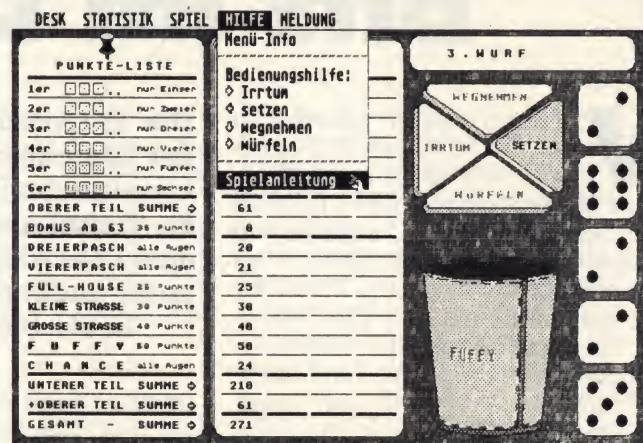 DESK STATISTIK SPIEL HILFE MELDUNG
Menü-Info
Bedienungshilfe:
Irrtum
setzen
wegnehmen
würfeln
Spielanleitung
PUNKTE-LISTE
1er .. nur Einser
2er .. nur Zweier
3er .. nur Dreier
4er .. nur Vierer
5er .. nur Fünfer
6er .. nur Sechser
OBERER TEIL SUMME 61
BONUS AB 63 35 Punkte 0
DREIERPASCH alle Augen 20
VIERERPASCH alle Augen 21
FULL-HOUSE 25 Punkte 25
KLEINE STRASSE 30 Punkte 30
GROSSE STRASSE 40 Punkte 40
F U F F Y 50 Punkte 50
C H A N C E alle Augen 24
UNTERER TEIL SUMME 210
+OBERER TEIL SUMME 61
GESAMT - SUMME 271
3. WURF
WEGNEHMEN
IRRTUM
SETZEN
WÜRFELN
FUFFY